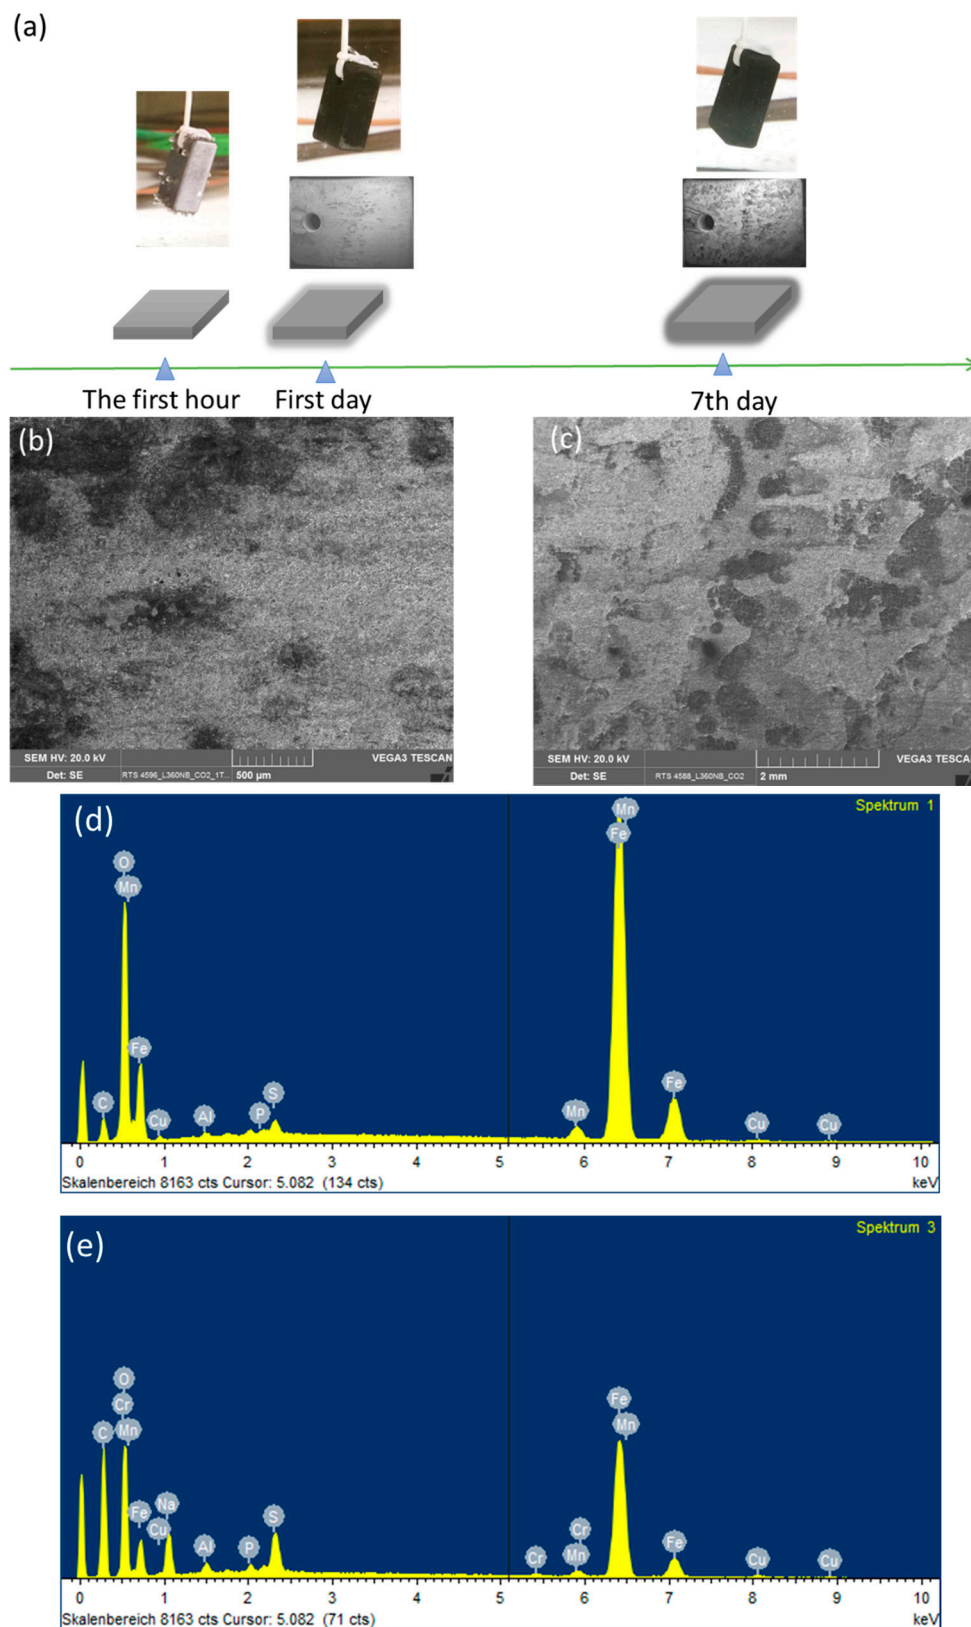 (a)
The first hour
First day
7th day
(b)
(c)
SEM HV: 20.0 kV
VEGA3 TESCAN
Det: SE
RTS 4596_L360NB_CO2_1T...
500 µm
SEM HV: 20.0 kV
VEGA3 TESCAN
Det: SE
RTS 4588_L360NB_CO2
2 mm
(d)
Spektrum 1
Mn
Fe
O
Mn
Fe
C
Cu
Al
P
S
Mn
Fe
Cu
Cu
0 1 2 3 4 5 6 7 8 9 10
Skalenbereich 8163 cts Cursor: 5.082 (134 cts)
keV
(e)
Spektrum 3
O
Cr
Mn
C
Fe
Na
Cu
Al
P
S
Fe
Mn
Cr
Cr
Mn
Fe
Cu
Cu
0 1 2 3 4 5 6 7 8 9 10
Skalenbereich 8163 cts Cursor: 5.082 (71 cts)
keV